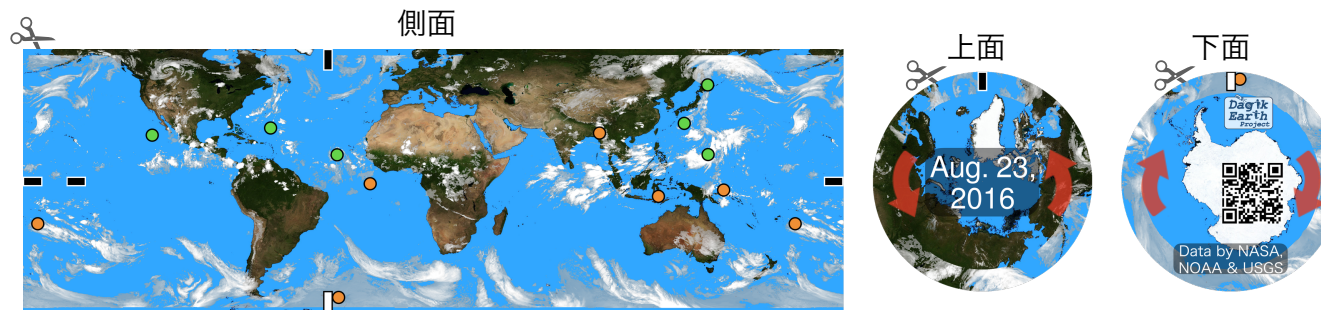 側面
上面
下面
Aug. 23,
2016
Dagik
Earth
Project
Data by NASA,
NOAA & USGS